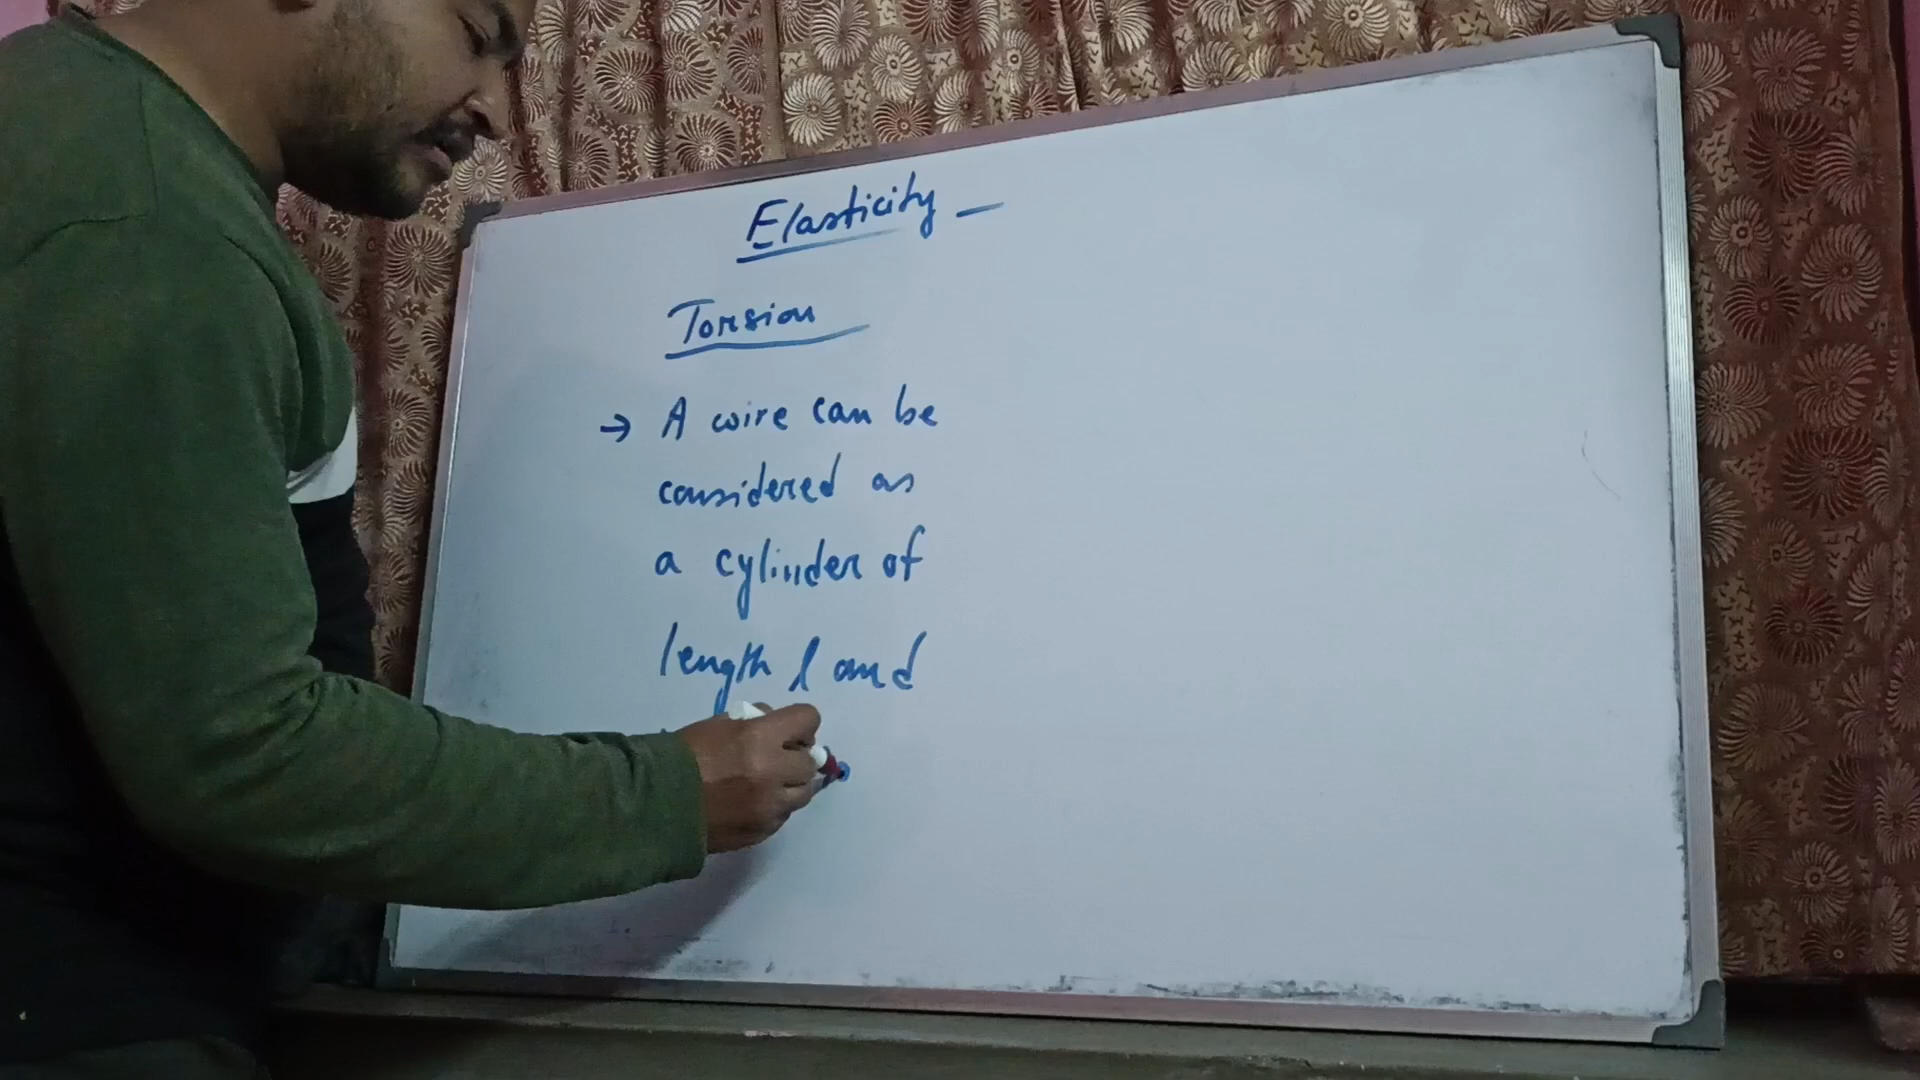 Elasticity -
Torsion
→ A wire can be
considered as
a cylinder of
length l and